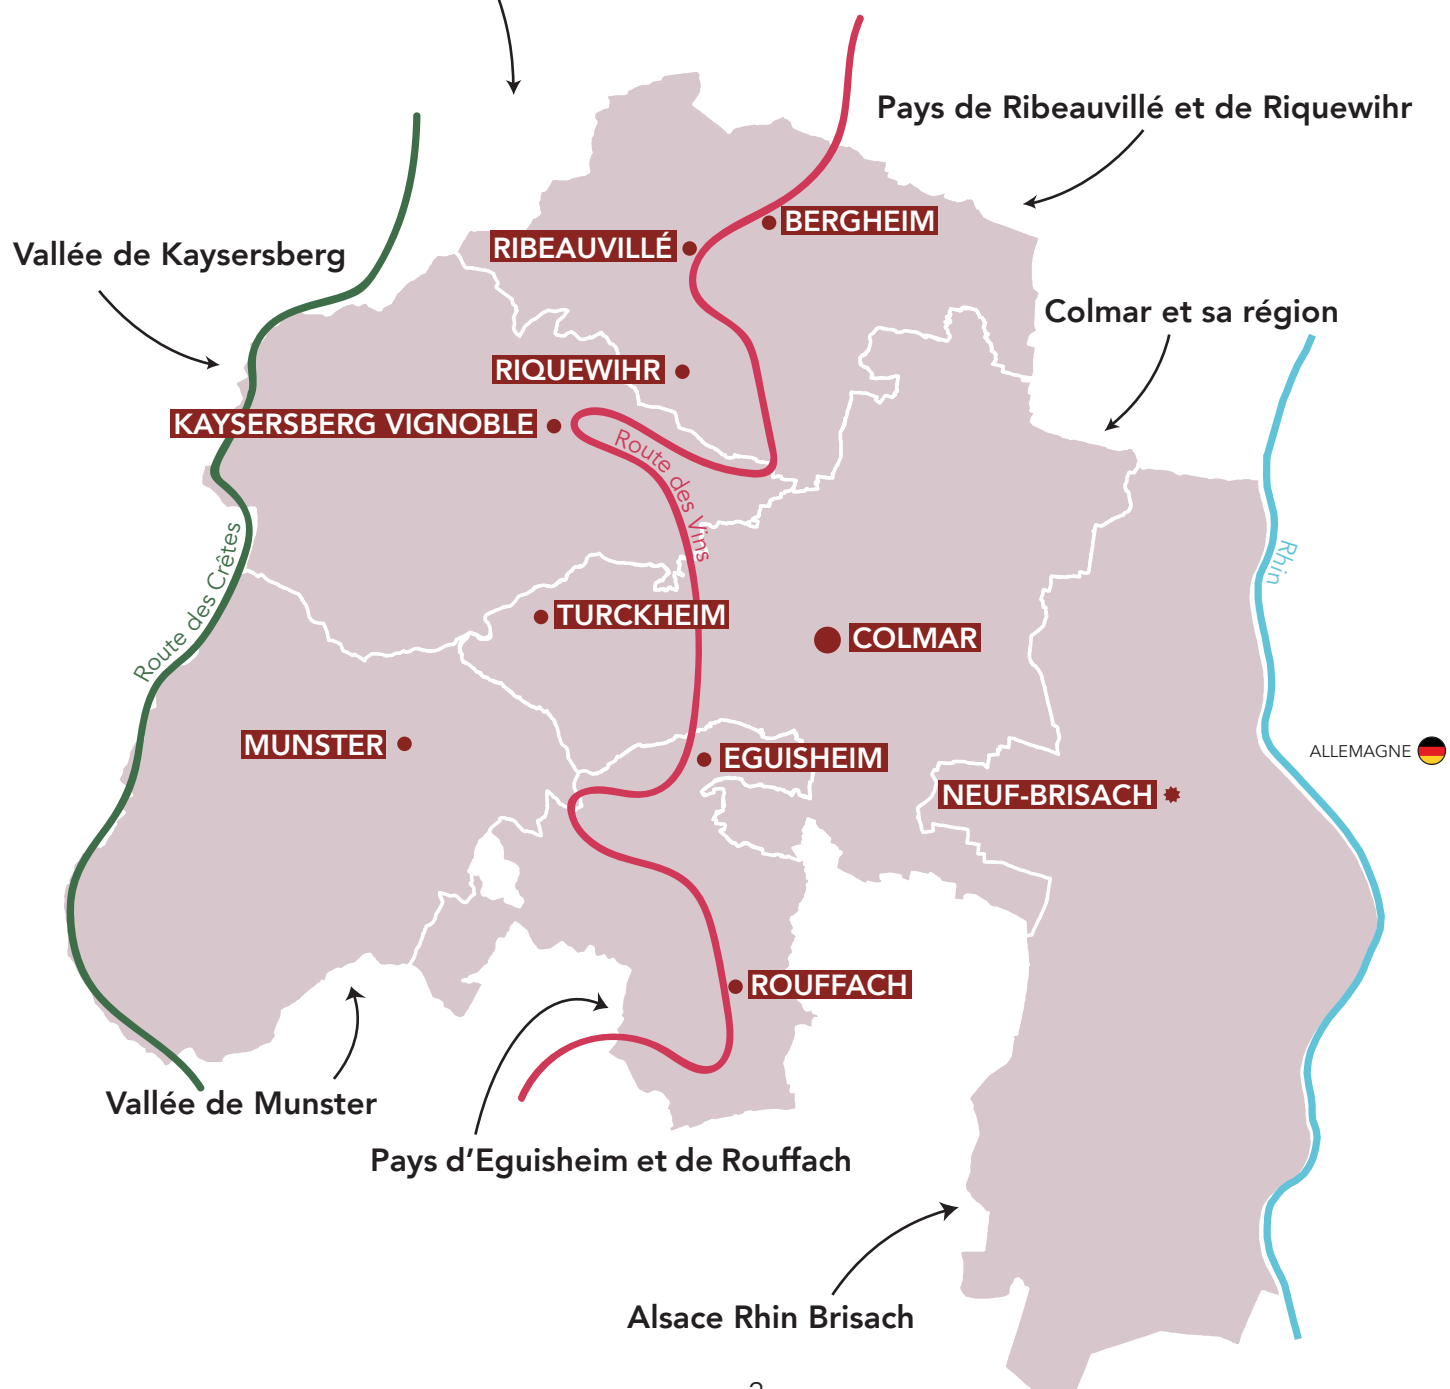 Pays de Ribeauvillé et de Riquewihr
BERGHEIM
RIBEAUVILLÉ
Vallée de Kaysersberg
Colmar et sa région
RIQUEWIHR
KAYSERSBERG VIGNOBLE
Route des Vins
Route des Crêtes
Rhin
TURCKHEIM
COLMAR
MUNSTER
EGUISHEIM
ALLEMAGNE
NEUF-BRISACH
ROUFFACH
Vallée de Munster
Pays d’Eguisheim et de Rouffach
Alsace Rhin Brisach